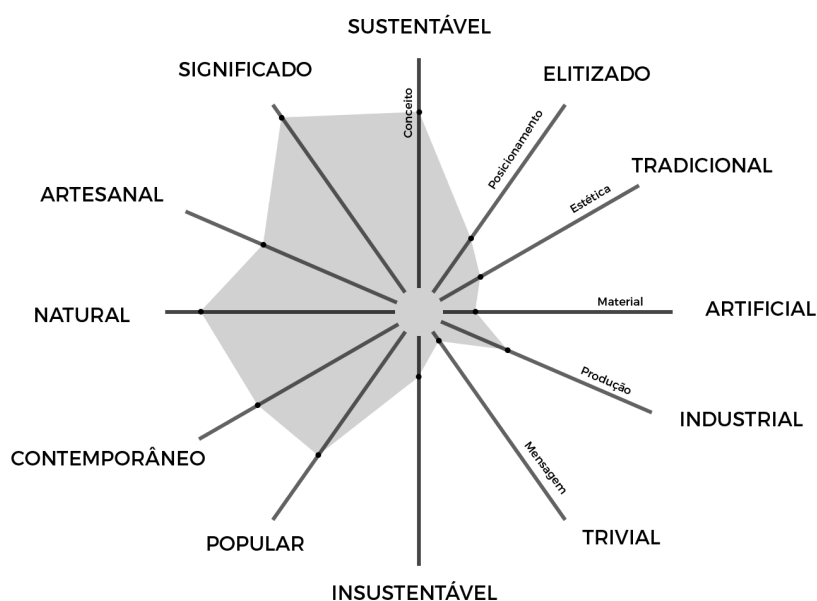 SUSTENTÁVEL
SIGNIFICADO
ELITIZADO
Conceito
Posicionamento
TRADICIONAL
ARTESANAL
Estética
Material
NATURAL
ARTIFICIAL
Produção
INDUSTRIAL
CONTEMPORÂNEO
Mensagem
POPULAR
TRIVIAL
INSUSTENTÁVEL